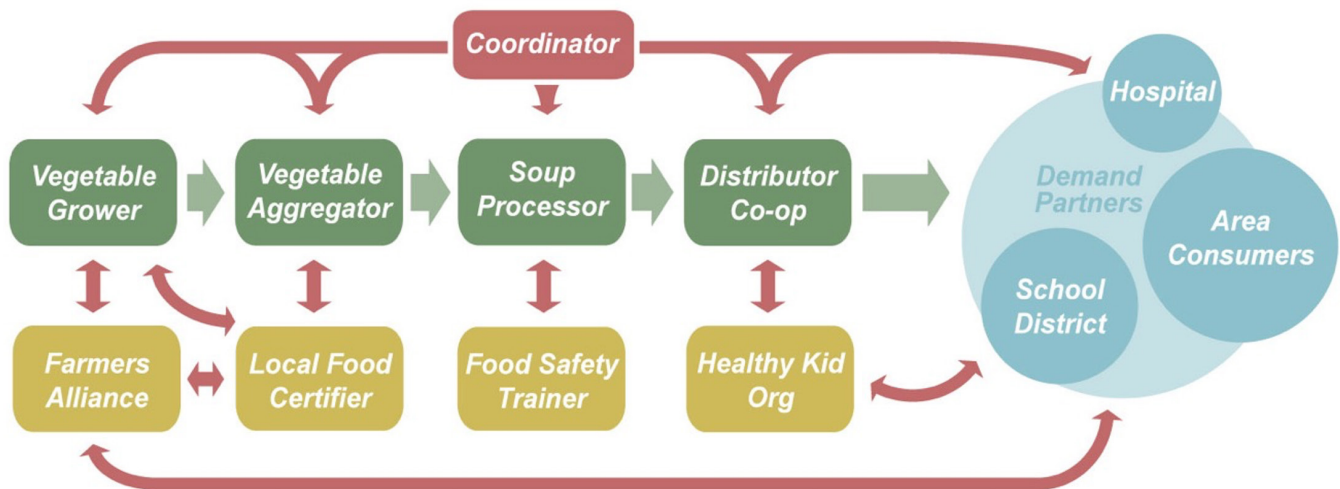 Coordinator
Hospital
Vegetable
Grower
Vegetable
Aggregator
Soup
Processor
Distributor
Co-op
Demand
Partners
Area
Consumers
School
District
Farmers
Alliance
Local Food
Certifier
Food Safety
Trainer
Healthy Kid
Org